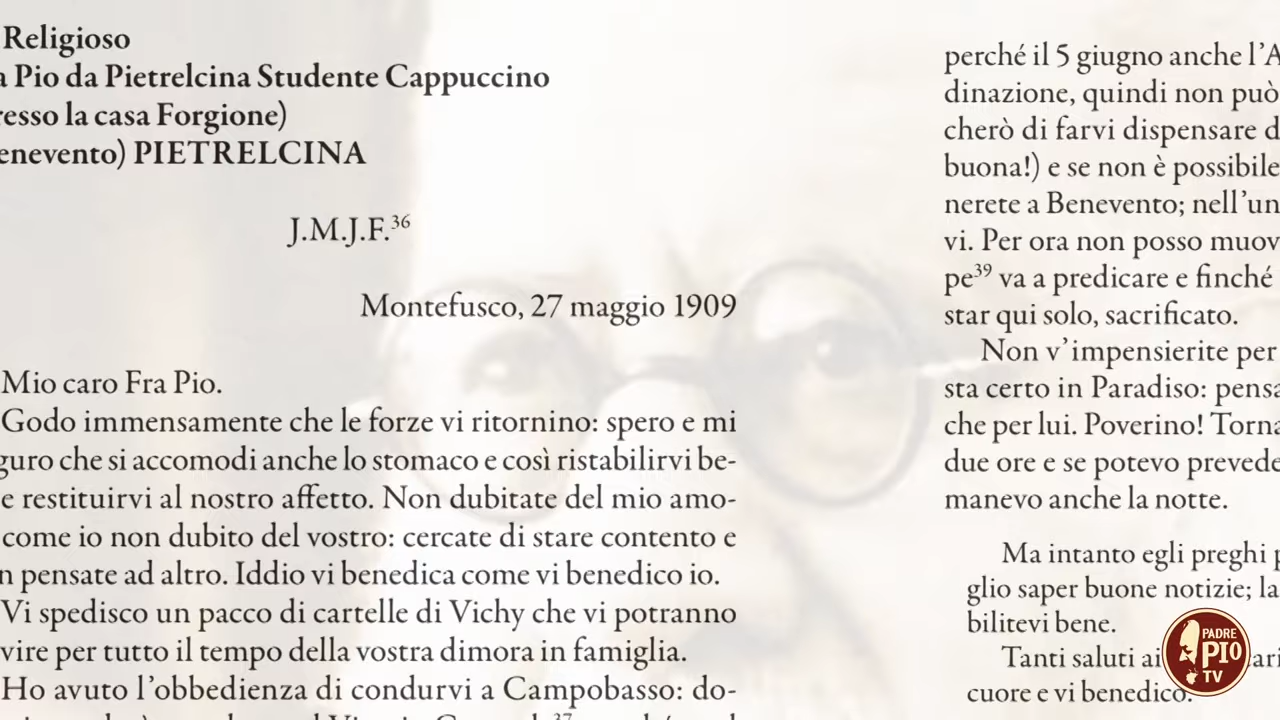 Religioso
a Pio da Pietrelcina Studente Cappuccino
resso la casa Forgione)
enevento) PIETRELCINA
J.M.J.F.³⁶
Montefusco, 27 maggio 1909
Mio caro Fra Pio.
Godo immensamente che le forze vi ritornino: spero e mi
guro che si accomodi anche lo stomaco e così ristabilirvi be-
e restituirvi al nostro affetto. Non dubitate del mio amo-
come io non dubito del vostro: cercate di stare contento e
n pensate ad altro. Iddio vi benedica come vi benedico io.
Vi spedisco un pacco di cartelle di Vichy che vi potranno
vire per tutto il tempo della vostra dimora in famiglia.
Ho avuto l’obbedienza di condurvi a Campobasso: do-
perché il 5 giugno anche l’A
dinazione, quindi non può
cherò di farvi dispensare d
buona!) e se non è possibile
nerete a Benevento; nell’un
vi. Per ora non posso muov
pe³⁹ va a predicare e finché
star qui solo, sacrificato.
Non v’impensierite per
sta certo in Paradiso: pensa
che per lui. Poverino! Torna
due ore e se potevo prevede
manevo anche la notte.
Ma intanto egli preghi p
glio saper buone notizie; la
bilitevi bene.
Tanti saluti ai
cuore e vi benedico.
PADRE
PIO
TV